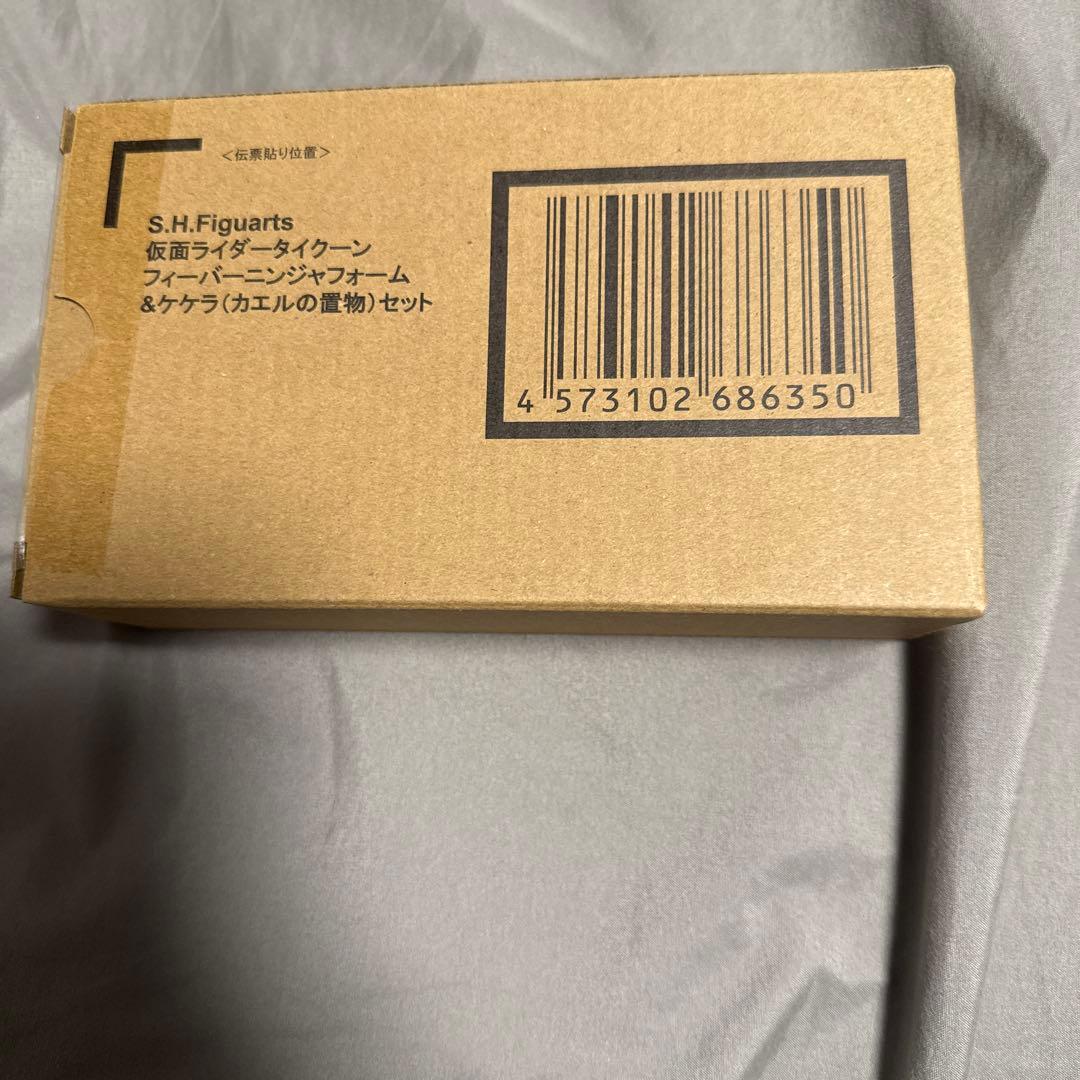 <伝票貼り位置>
S.H.Figuarts
仮面ライダータイクーン
フィーバーニンジャフォーム
&ケケラ(カエルの置物)セット
4 573102 686350